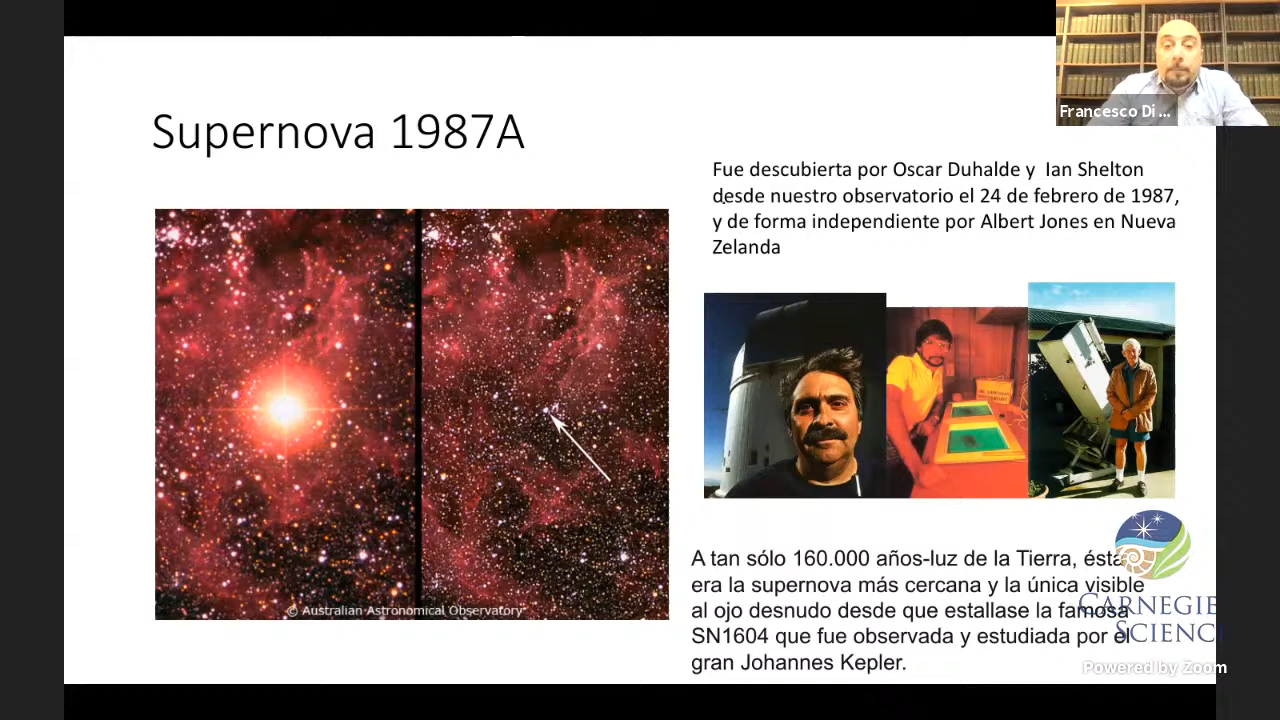 Francesco Di ...
Supernova 1987A
Fue descubierta por Oscar Duhalde y Ian Shelton
desde nuestro observatorio el 24 de febrero de 1987,
y de forma independiente por Albert Jones en Nueva
Zelanda
© Australian Astronomical Observatory
A tan sólo 160.000 años-luz de la Tierra, ésta
era la supernova más cercana y la única visible
al ojo desnudo desde que estallase la famosa
SN1604 que fue observada y estudiada por el
gran Johannes Kepler.
CARNEGIE
SCIENC
Powered by Zoom